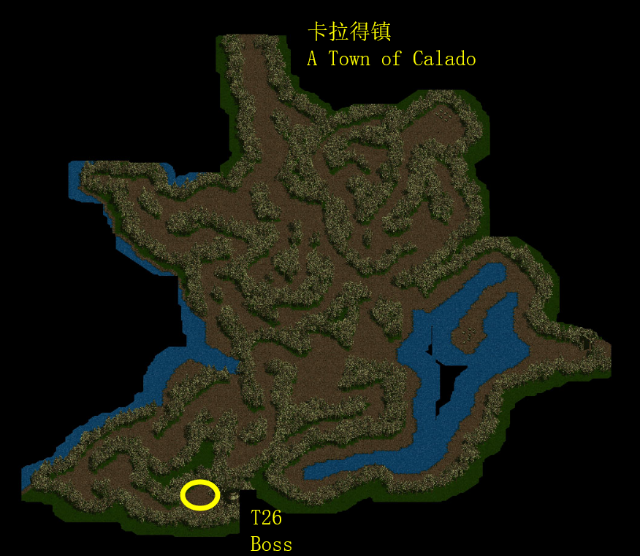 卡拉得镇
A Town of Calado
T26
Boss